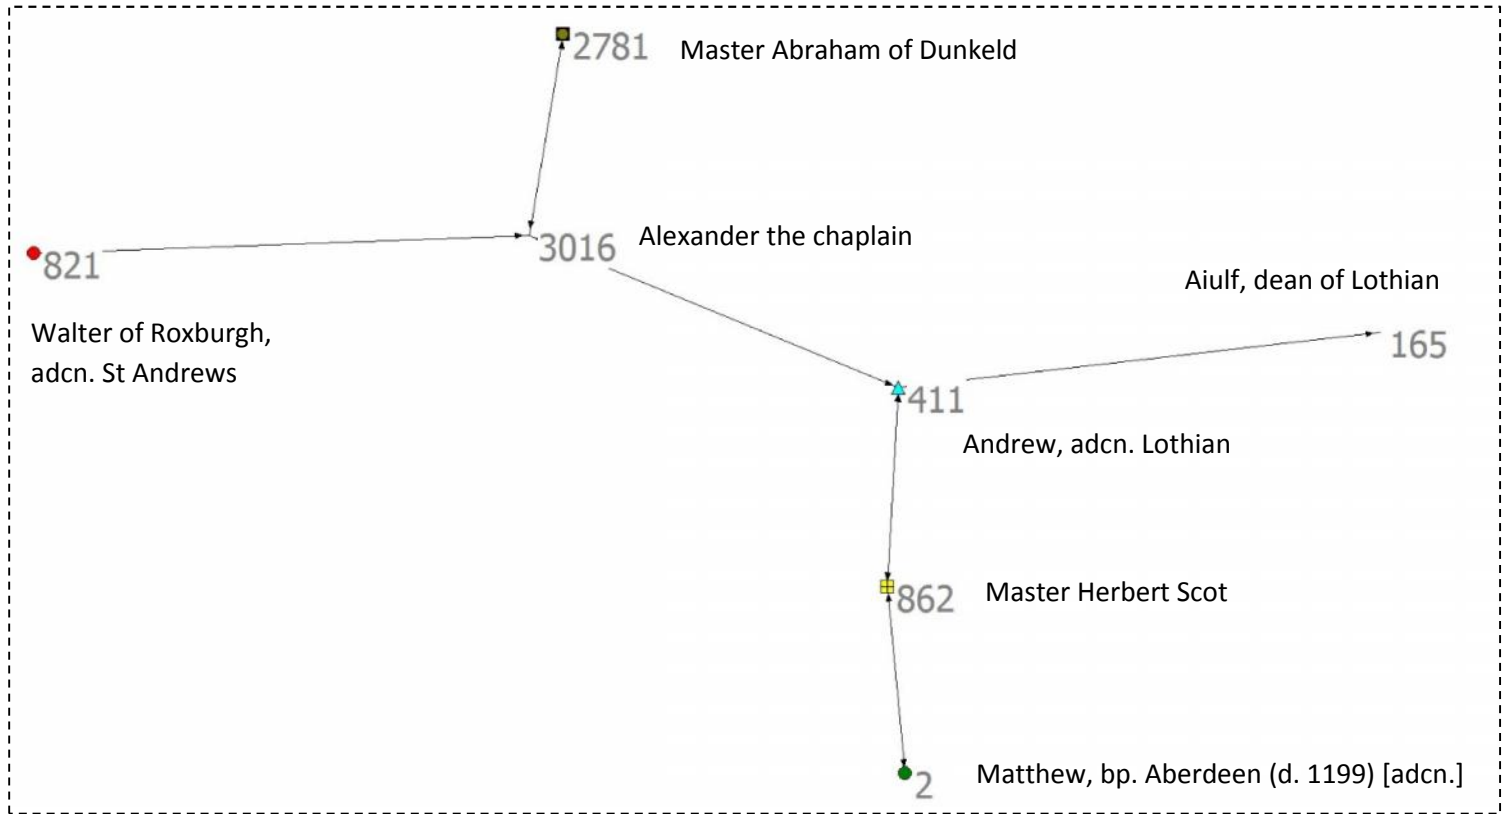 2781 Master Abraham of Dunkeld
3016 Alexander the chaplain
821
Aiulf, dean of Lothian
Walter of Roxburgh,
adcn. St Andrews
165
411
Andrew, adcn. Lothian
862 Master Herbert Scot
2 Matthew, bp. Aberdeen (d. 1199) [adcn.]